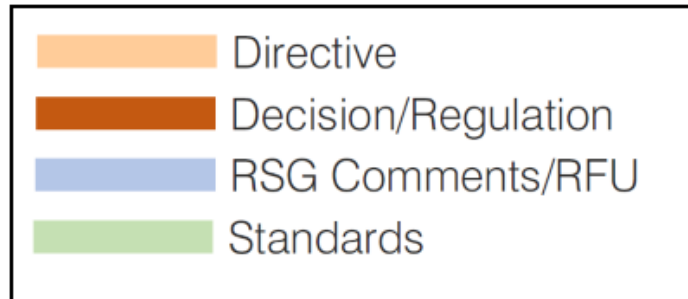 Directive
Decision/Regulation
RSG Comments/RFU
Standards